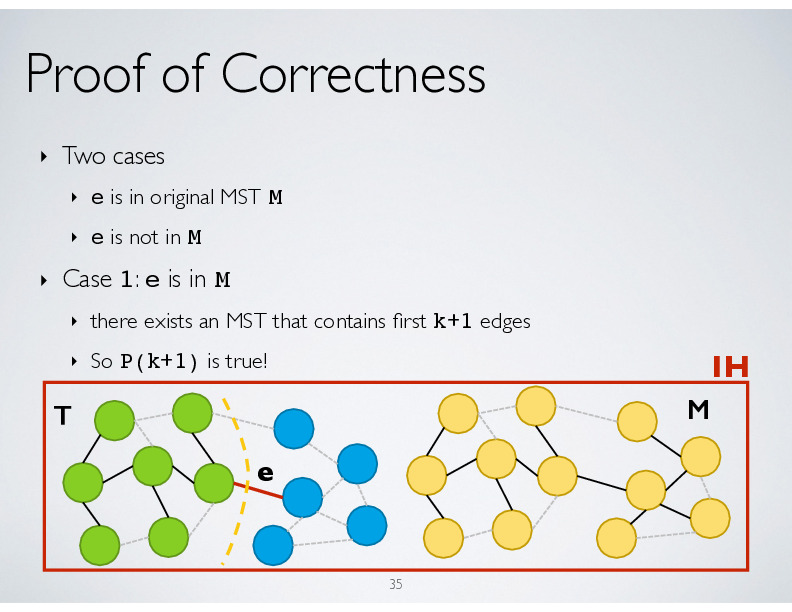 Proof of Correctness
‣ Two cases
‣ e is in original MST M
‣ e is not in M
‣ Case 1: e is in M
‣ there exists an MST that contains first k+1 edges
‣ So P(k+1) is true!
IH
T
M
e
35